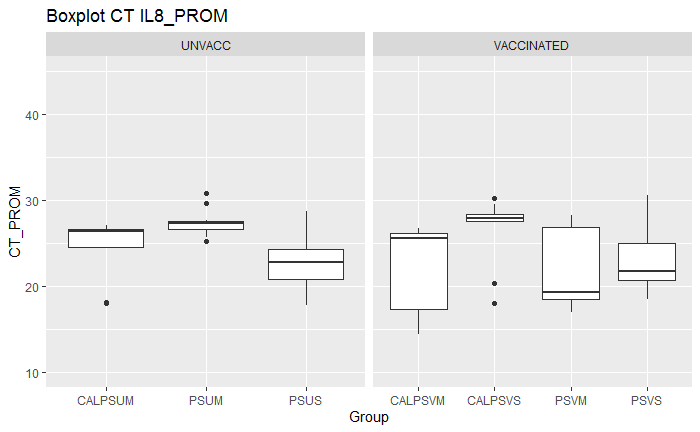 Boxplot CT IL8_PROM
UNVACC
VACCINATED
CT_PROM
40
30
20
10
CALPSUM
PSUM
PSUS
CALPSVM
CALPSVS
PSVM
PSVS
Group